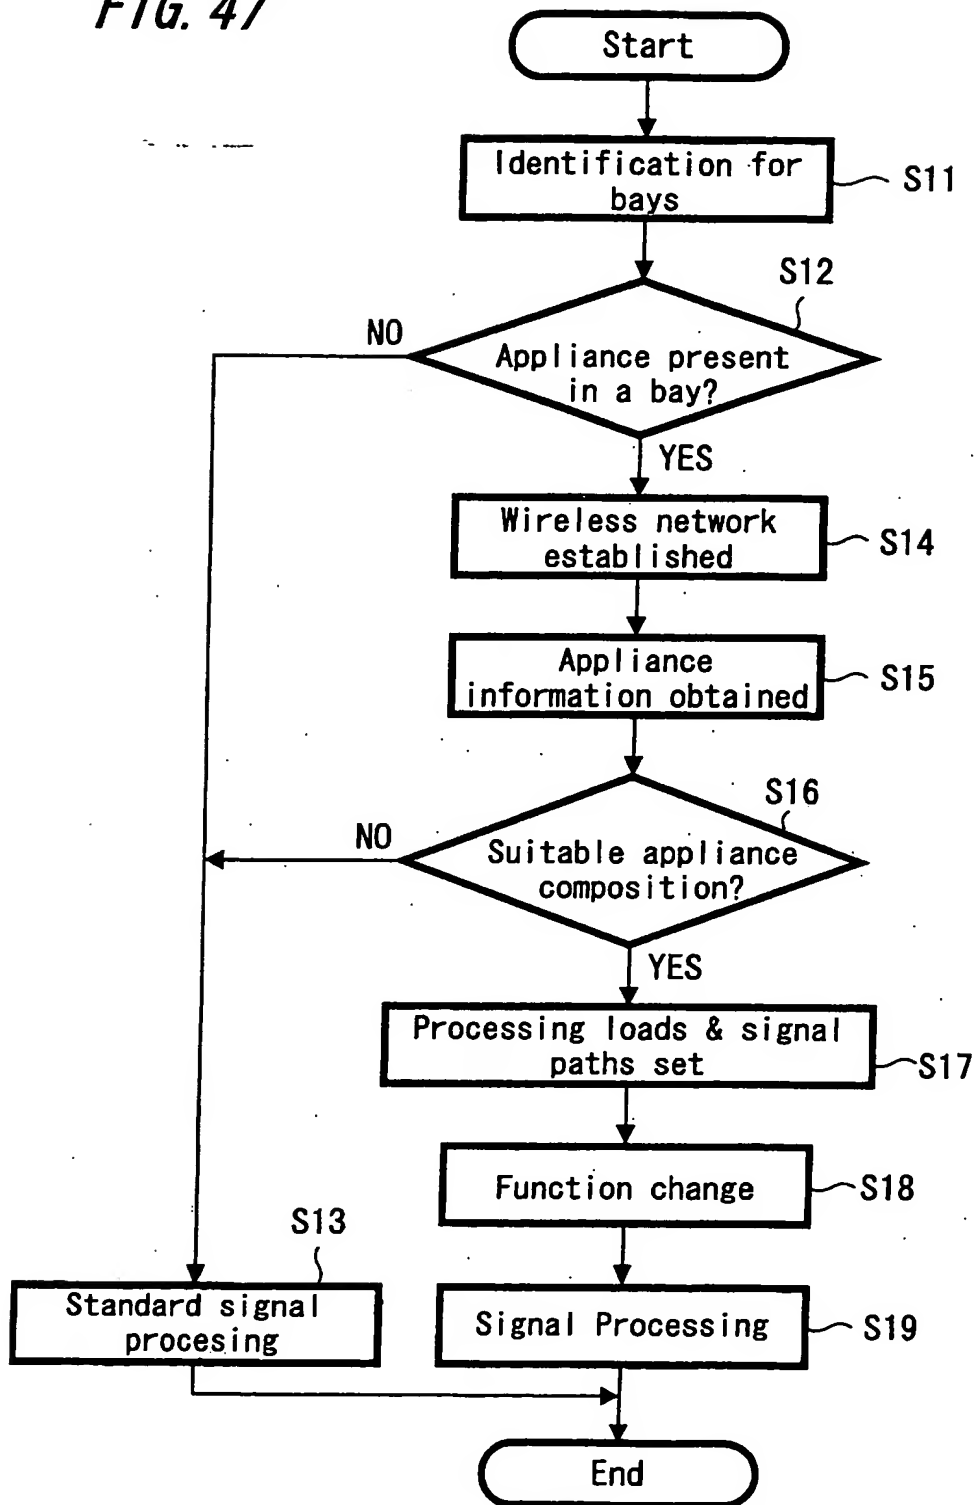 FIG. 47
Start
Identification for
bays
S11
S12
NO
Appliance present
in a bay?
YES
Wireless network
established
S14
Appliance
information obtained
S15
S16
NO
Suitable appliance
composition?
YES
Processing loads & signal
paths set
S17
Function change
S18
S13
Standard signal
procesing
Signal Processing
S19
End